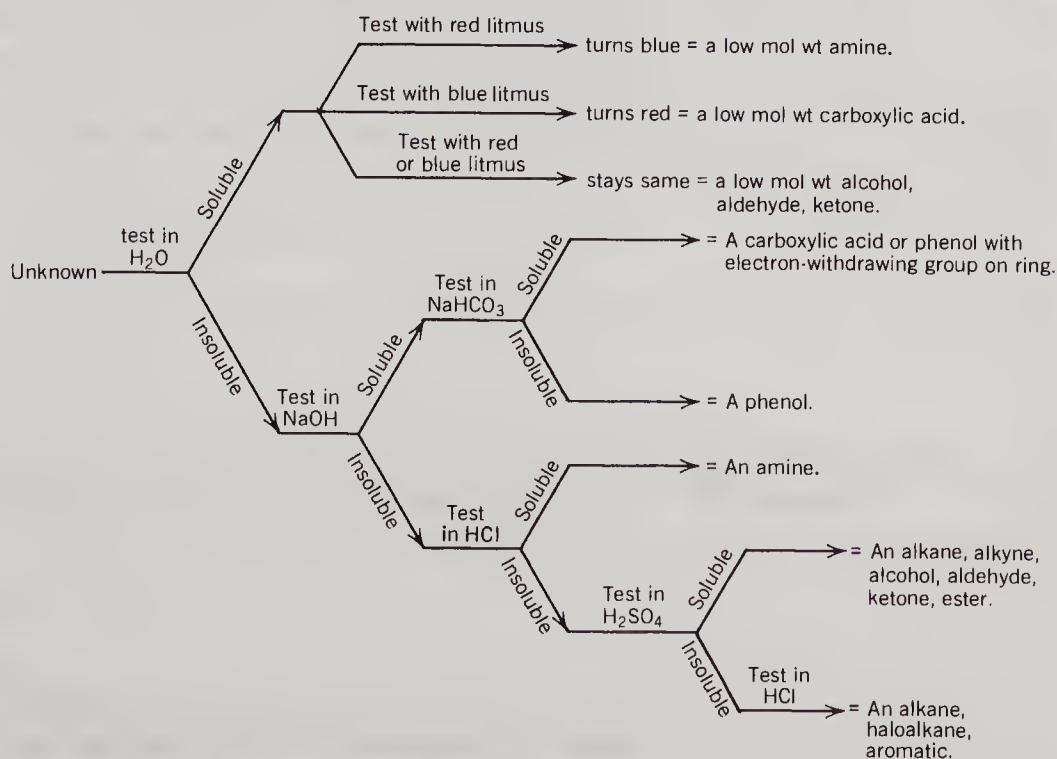 Test with red litmus
turns blue = a low mol wt amine.
Test with blue litmus
turns red = a low mol wt carboxylic acid.
Test with red
or blue litmus
stays same = a low mol wt alcohol,
aldehyde, ketone.
Soluble
test in
H₂O
Unknown
Insoluble
Test in
NaHCO₃
Soluble
= A carboxylic acid or phenol with
electron-withdrawing group on ring.
Soluble
Insoluble
= A phenol.
Test in
NaOH
Insoluble
Test
in HCl
Soluble
= An amine.
Insoluble
Test in
H₂SO₄
Soluble
= An alkane, alkyne,
alcohol, aldehyde,
ketone, ester.
Insoluble
Test in
HCl
= An alkane,
haloalkane,
aromatic.